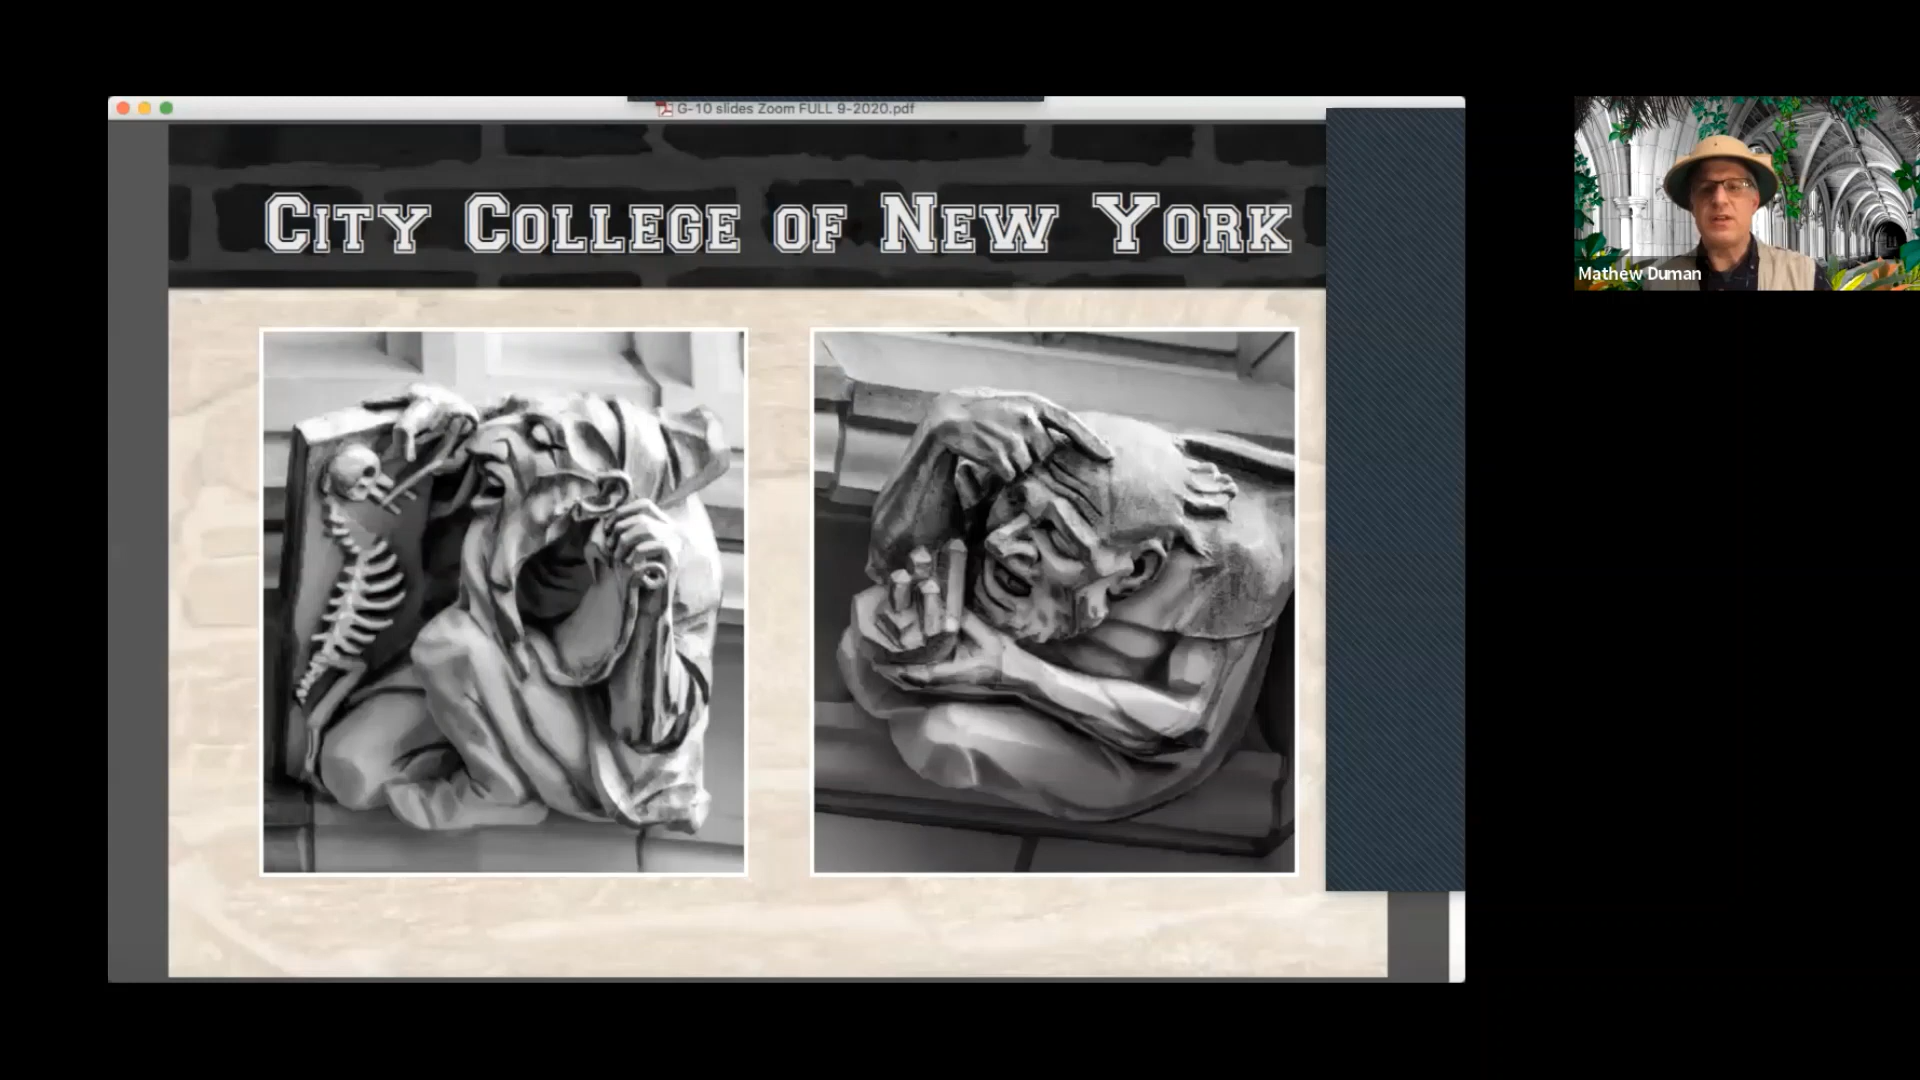 G-10 slides Zoom FULL 9-2020.pdf
City College of New York
Mathew Duman